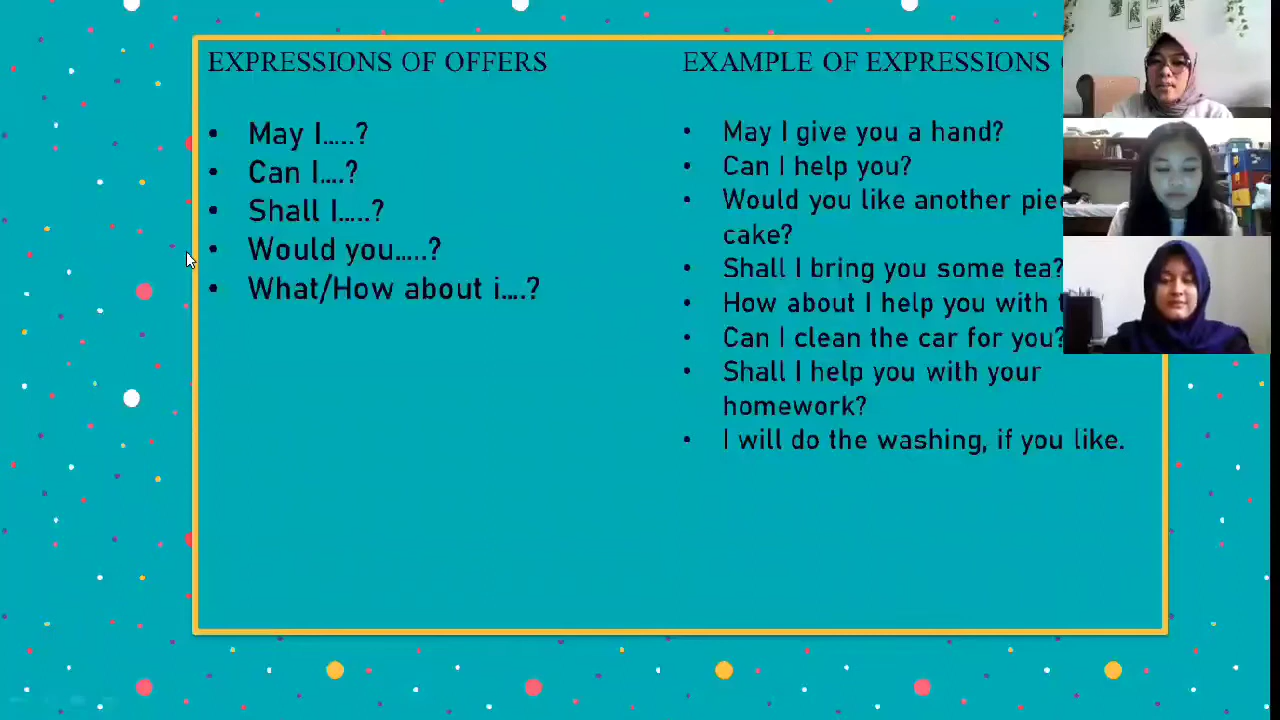 EXPRESSIONS OF OFFERS
• May I.....?
• Can I....?
• Shall I.....?
• Would you.....?
• What/How about i....?
EXAMPLE OF EXPRESSIONS
• May I give you a hand?
• Can I help you?
• Would you like another
cake?
• Shall I bring you some tea?
• How about I help you with
• Can I clean the car for you?
• Shall I help you with your
homework?
• I will do the washing, if you like.